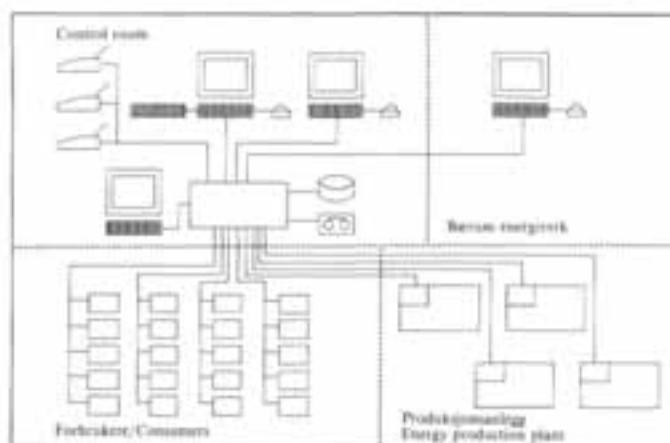 Control room
Bærum energiverk
Forbrukere/Consumers
Produksjonsanlegg
Energy production plant